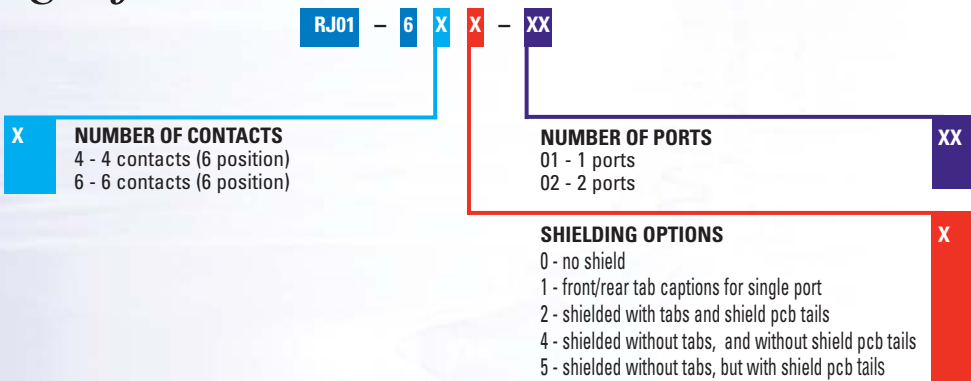 RJ01 – 6 X X – XX
X
NUMBER OF CONTACTS
4 - 4 contacts (6 position)
6 - 6 contacts (6 position)
NUMBER OF PORTS
01 - 1 ports
02 - 2 ports
XX
SHIELDING OPTIONS
0 - no shield
1 - front/rear tab captions for single port
2 - shielded with tabs and shield pcb tails
4 - shielded without tabs, and without shield pcb tails
5 - shielded without tabs, but with shield pcb tails
X